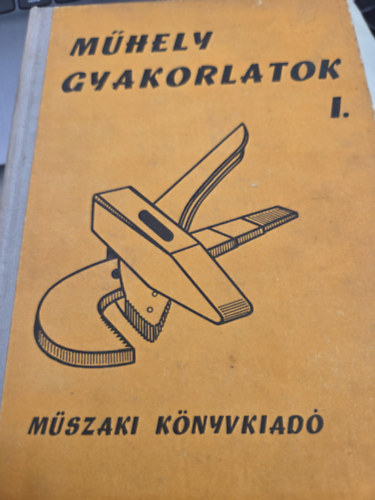 MŰHELY
GYAKORLATOK
I.
MŰSZAKI KÖNYVKIADÓ